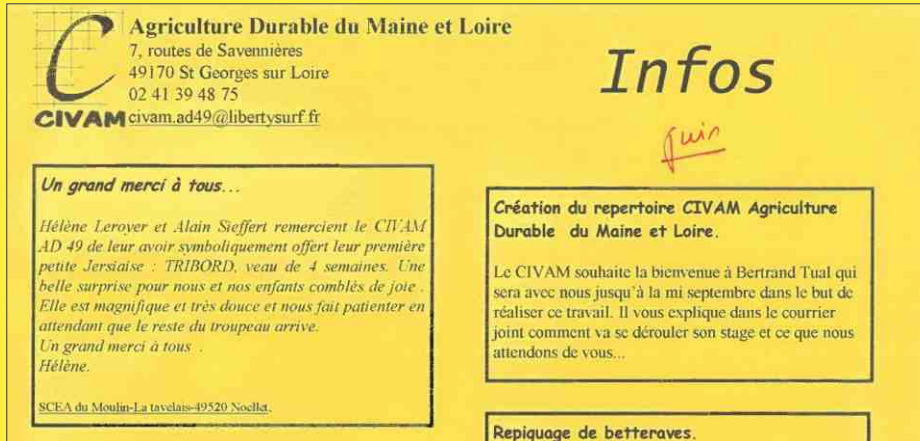 Agriculture Durable du Maine et Loire
7, routes de Savennières
49170 St Georges sur Loire
02 41 39 48 75
CIVAM civam.ad49@libertysurf.fr
Infos
juin
Un grand merci à tous...
Hélène Leroyer et Alain Sieffert remercient le CIVAM
AD 49 de leur avoir symboliquement offert leur première
petite Jersiaise : TRIBORD, veau de 4 semaines. Une
belle surprise pour nous et nos enfants comblés de joie .
Elle est magnifique et très douce et nous fait patienter en
attendant que le reste du troupeau arrive.
Un grand merci à tous .
Hélène.
SCEA du Moulin-La tavelais-49520 Noellet.
Création du repertoire CIVAM Agriculture
Durable du Maine et Loire.
Le CIVAM souhaite la bienvenue à Bertrand Tual qui
sera avec nous jusqu'à la mi septembre dans le but de
réaliser ce travail. Il vous explique dans le courrier
joint comment va se dérouler son stage et ce que nous
attendons de vous...
Repiquage de betteraves.